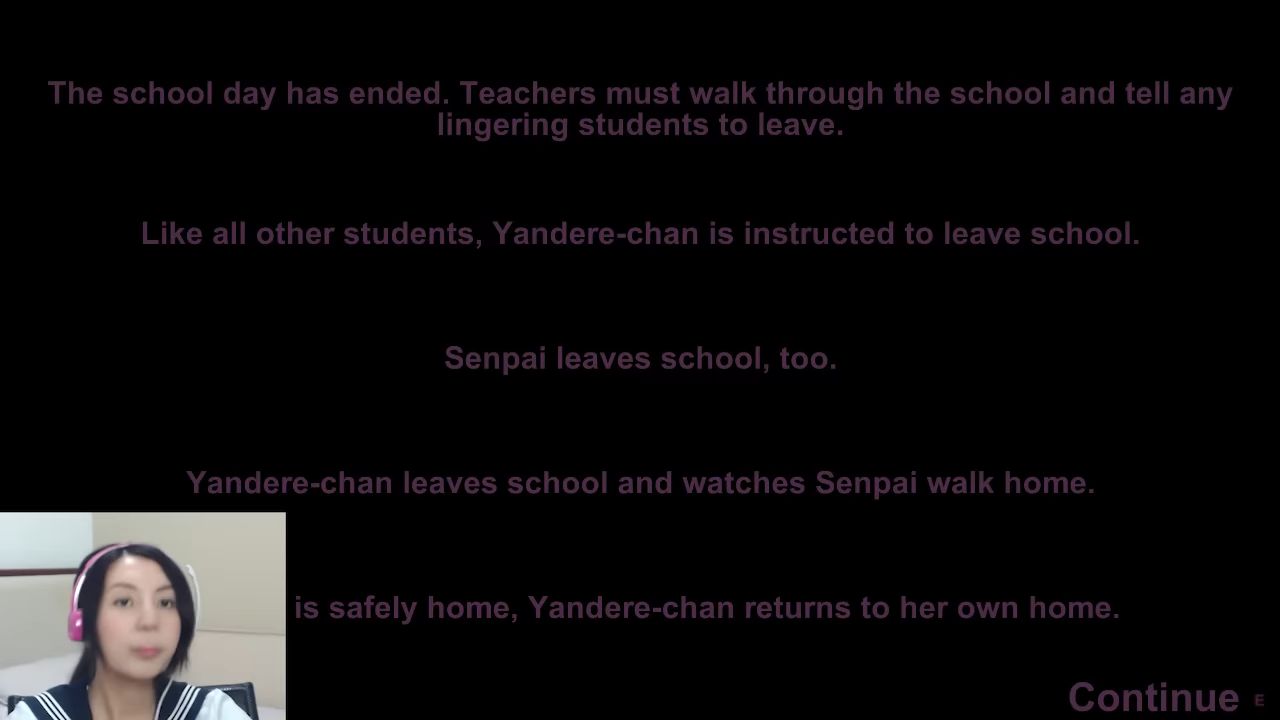 The school day has ended. Teachers must walk through the school and tell any
lingering students to leave.
Like all other students, Yandere-chan is instructed to leave school.
Senpai leaves school, too.
Yandere-chan leaves school and watches Senpai walk home.
is safely home, Yandere-chan returns to her own home.
Continue E